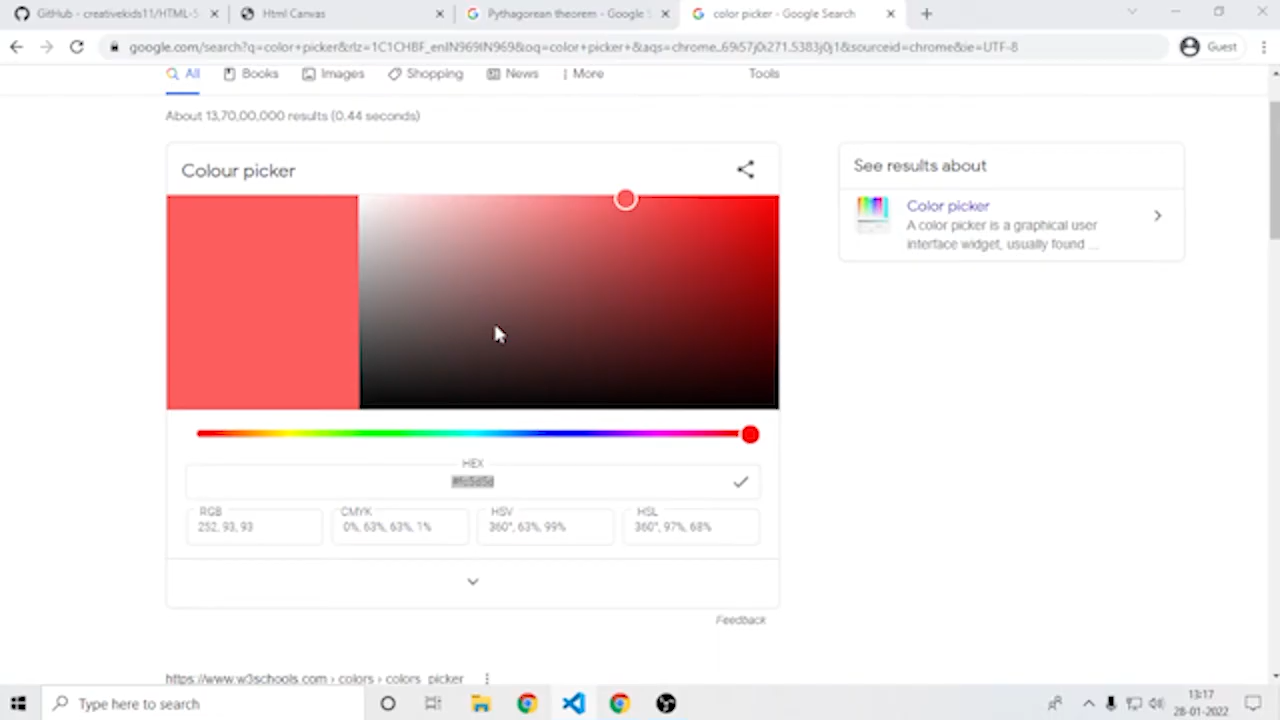 GitHub - creativekids11/HTML-5
Html Canvas
Pythagorean theorem - Google S
color picker - Google Search
google.com/search?q=color+picker&rlz=1C1CHBF_enIN969IN969&oq=color+picker+&aqs=chrome..69i57j0i271.5383j0j1&sourceid=chrome&ie=UTF-8
Guest
All
Books
Images
Shopping
News
More
Tools
About 13,70,00,000 results (0.44 seconds)
Colour picker
HEX
#fc5d5d
RGB
252, 93, 93
CMYK
0%, 63%, 63%, 1%
HSV
360°, 63%, 99%
HSL
360°, 97%, 68%
Feedback
See results about
Color picker
A color picker is a graphical user
interface widget, usually found ...
https://www.w3schools.com › colors › colors_picker
Type here to search
13:17
28-01-2022